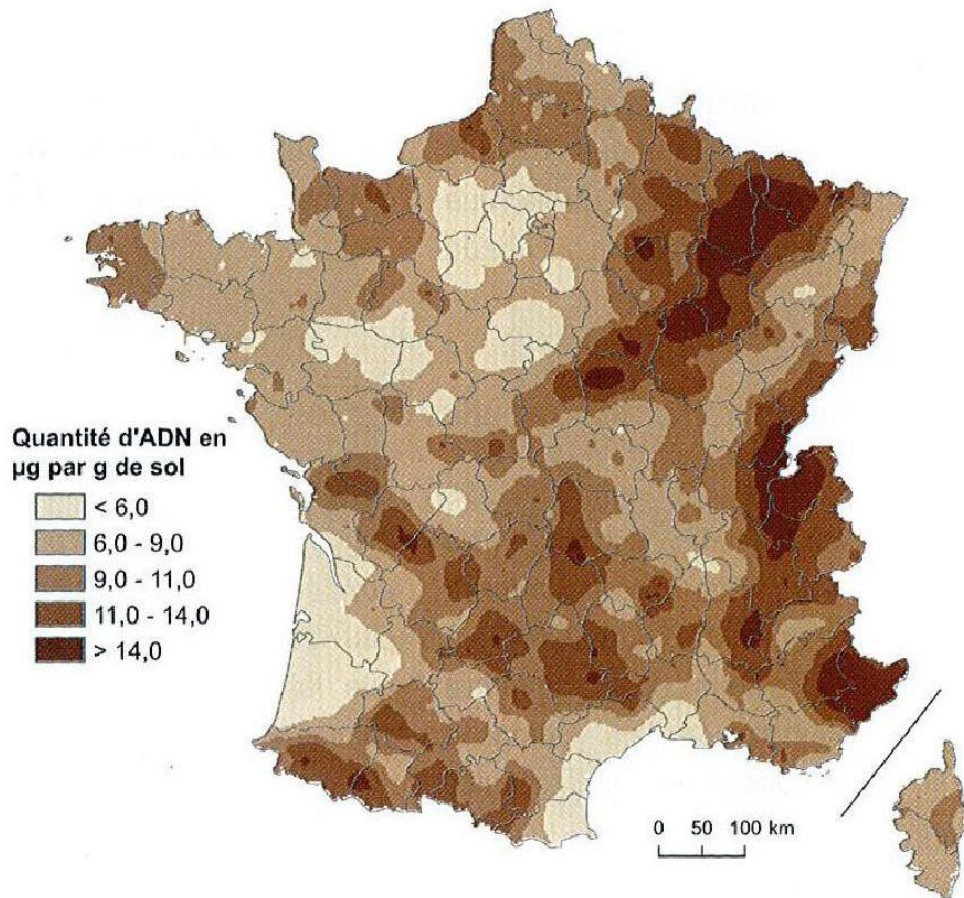 Quantité d'ADN en
µg par g de sol
< 6,0
6,0 - 9,0
9,0 - 11,0
11,0 - 14,0
> 14,0
0 50 100 km